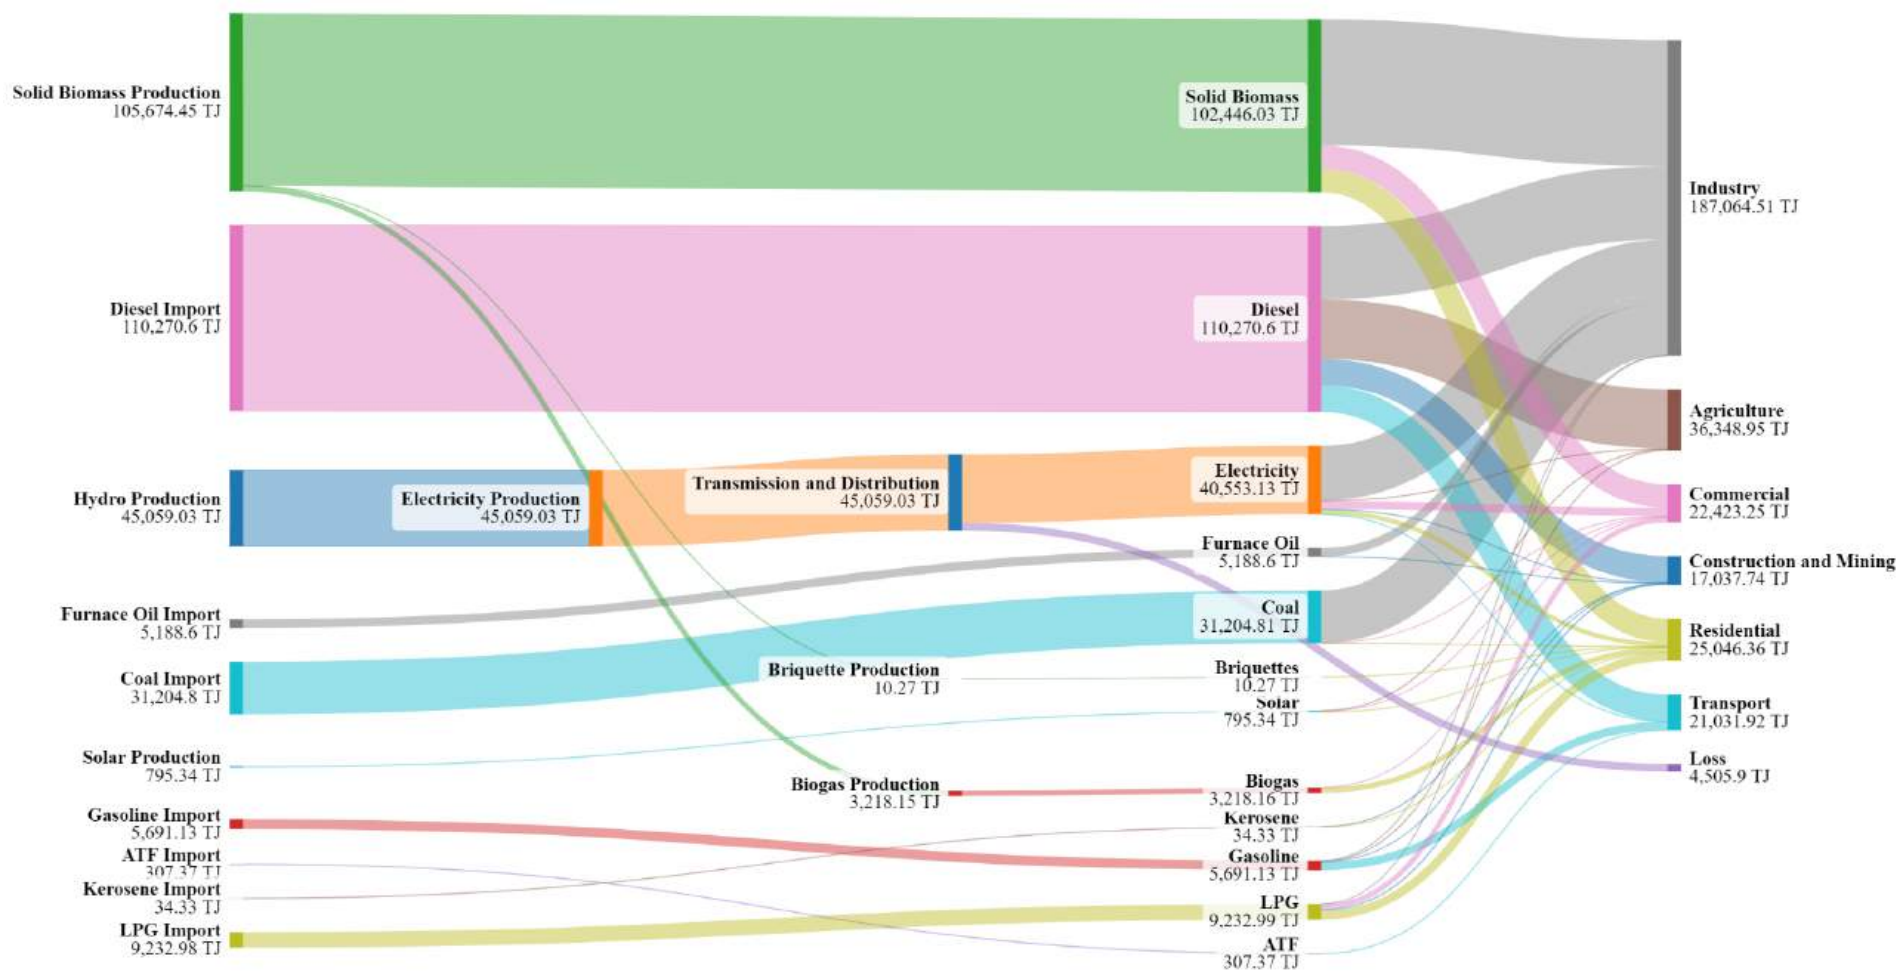 Solid Biomass Production
105,674.45 TJ
Diesel Import
110,270.6 TJ
Hydro Production
45,059.03 TJ
Furnace Oil Import
5,188.6 TJ
Coal Import
31,204.8 TJ
Solar Production
795.34 TJ
Gasoline Import
5,691.13 TJ
ATF Import
307.37 TJ
Kerosene Import
34.33 TJ
LPG Import
9,232.98 TJ
Electricity Production
45,059.03 TJ
Transmission and Distribution
45,059.03 TJ
Briquette Production
10.27 TJ
Biogas Production
3,218.15 TJ
Solid Biomass
102,446.03 TJ
Diesel
110,270.6 TJ
Electricity
40,553.13 TJ
Furnace Oil
5,188.6 TJ
Coal
31,204.81 TJ
Briquettes
10.27 TJ
Solar
795.34 TJ
Biogas
3,218.16 TJ
Kerosene
34.33 TJ
Gasoline
5,691.13 TJ
LPG
9,232.99 TJ
ATF
307.37 TJ
Industry
187,064.51 TJ
Agriculture
36,348.95 TJ
Commercial
22,423.25 TJ
Construction and Mining
17,037.74 TJ
Residential
25,046.36 TJ
Transport
21,031.92 TJ
Loss
4,505.9 TJ